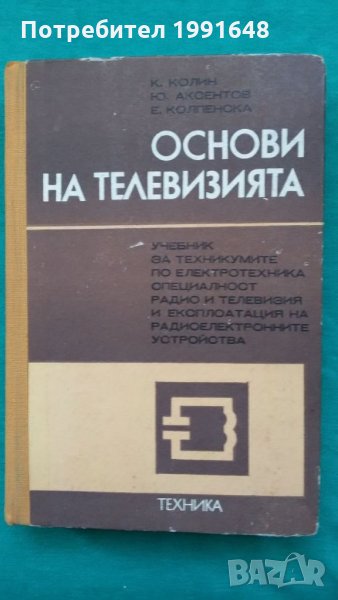 Потребител 1991648
К. КОЛИН
Ю. АКСЕНТОВ
Е. КОЛПЕНСКА
ОСНОВИ
НА ТЕЛЕВИЗИЯТА
УЧЕБНИК
ЗА ТЕХНИКУМИТЕ
ПО ЕЛЕКТРОТЕХНИКА
СПЕЦИАЛНОСТ
РАДИО И ТЕЛЕВИЗИЯ
И ЕКСПЛОАТАЦИЯ НА
РАДИОЕЛЕКТРОННИТЕ
УСТРОЙСТВА
ТЕХНИКА
BAZAR